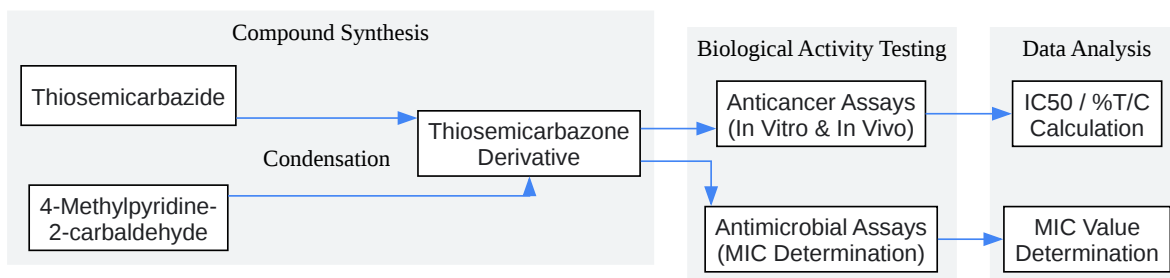 Compound Synthesis
Thiosemicarbazide
Condensation
4-Methylpyridine-
2-carbaldehyde
Thiosemicarbazone
Derivative
Biological Activity Testing
Anticancer Assays
(In Vitro & In Vivo)
Antimicrobial Assays
(MIC Determination)
Data Analysis
IC50 / %T/C
Calculation
MIC Value
Determination